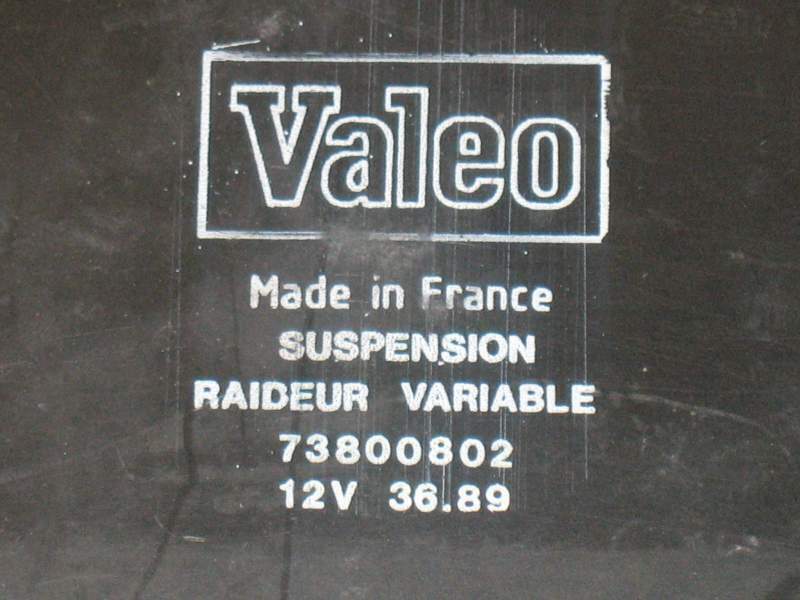 Valeo
Made in France
SUSPENSION
RAIDEUR VARIABLE
73800802
12V 36.89